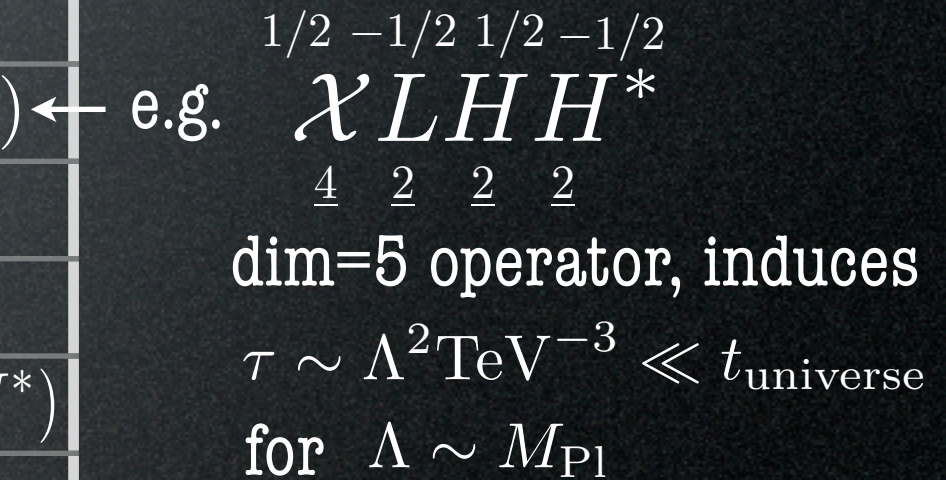 1/2 −1/2 1/2 −1/2
) ← e.g. 𝒳LHH*
4 2 2 2
dim=5 operator, induces
τ ∼ Λ²TeV⁻³ ≪ t_universe
*)
for Λ ∼ M_Pl